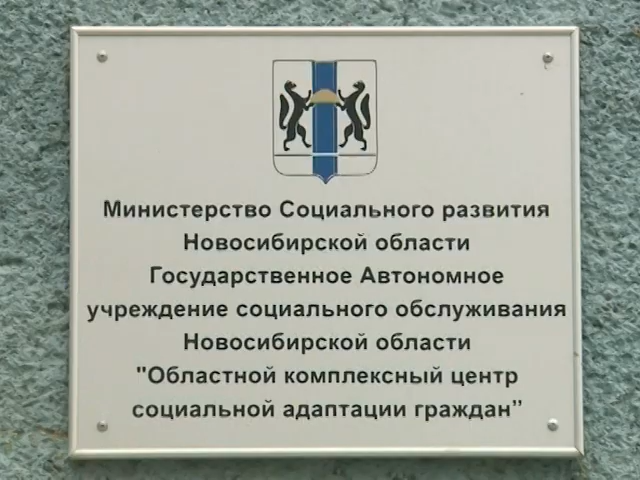 Министерство Социального развития
Новосибирской области
Государственное Автономное
учреждение социального обслуживания
Новосибирской области
"Областной комплексный центр
социальной адаптации граждан”